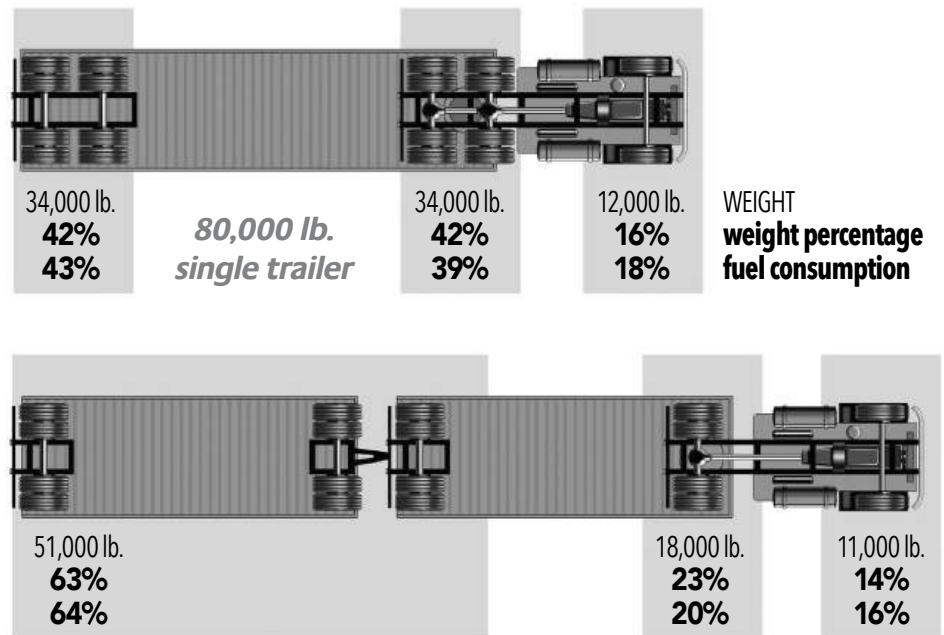 34,000 lb.
42%
43%
80,000 lb.
single trailer
34,000 lb.
42%
39%
12,000 lb.
16%
18%
WEIGHT
weight percentage
fuel consumption
51,000 lb.
63%
64%
18,000 lb.
23%
20%
11,000 lb.
14%
16%